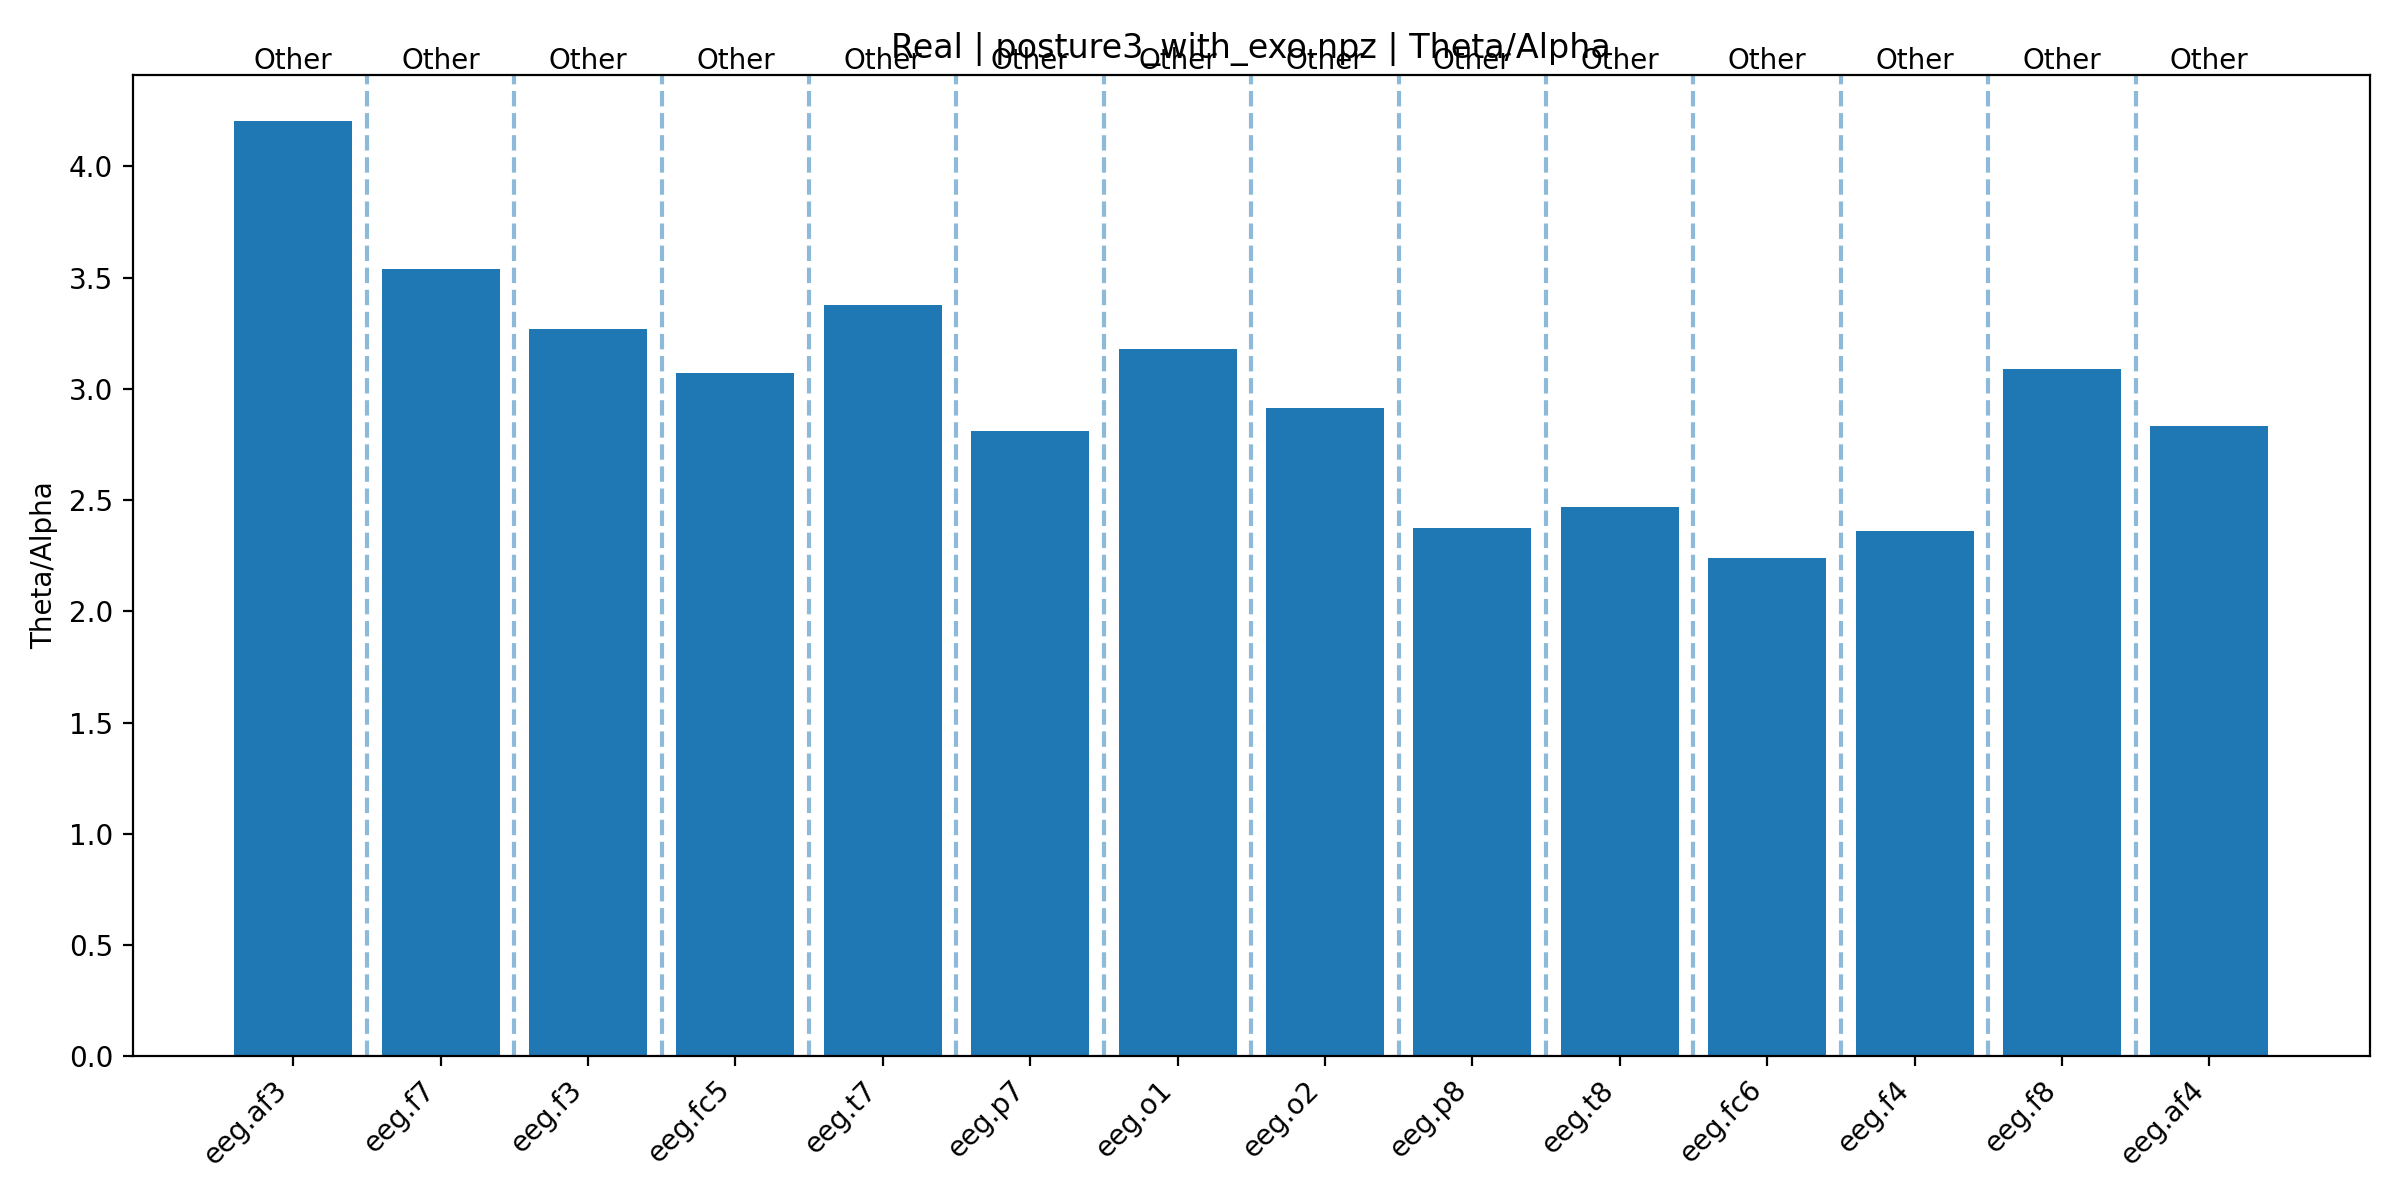 Real | posture3_with_exo.npz | Theta/Alpha
Other Other Other Other Other Other Other Other Other Other Other Other Other Other
4.0
3.5
3.0
2.5
2.0
1.5
1.0
0.5
0.0
Theta/Alpha
eeg.af3 eeg.f7 eeg.f3 eeg.fc5 eeg.t7 eeg.p7 eeg.o1 eeg.o2 eeg.p8 eeg.t8 eeg.fc6 eeg.f4 eeg.f8 eeg.af4